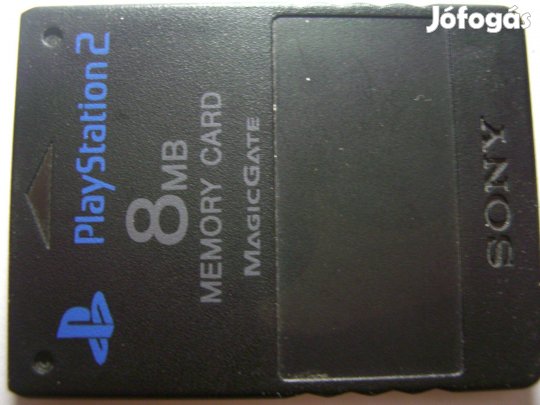 Jófogás
PlayStation 2
8MB
MEMORY CARD
MAGICGATE
SONY